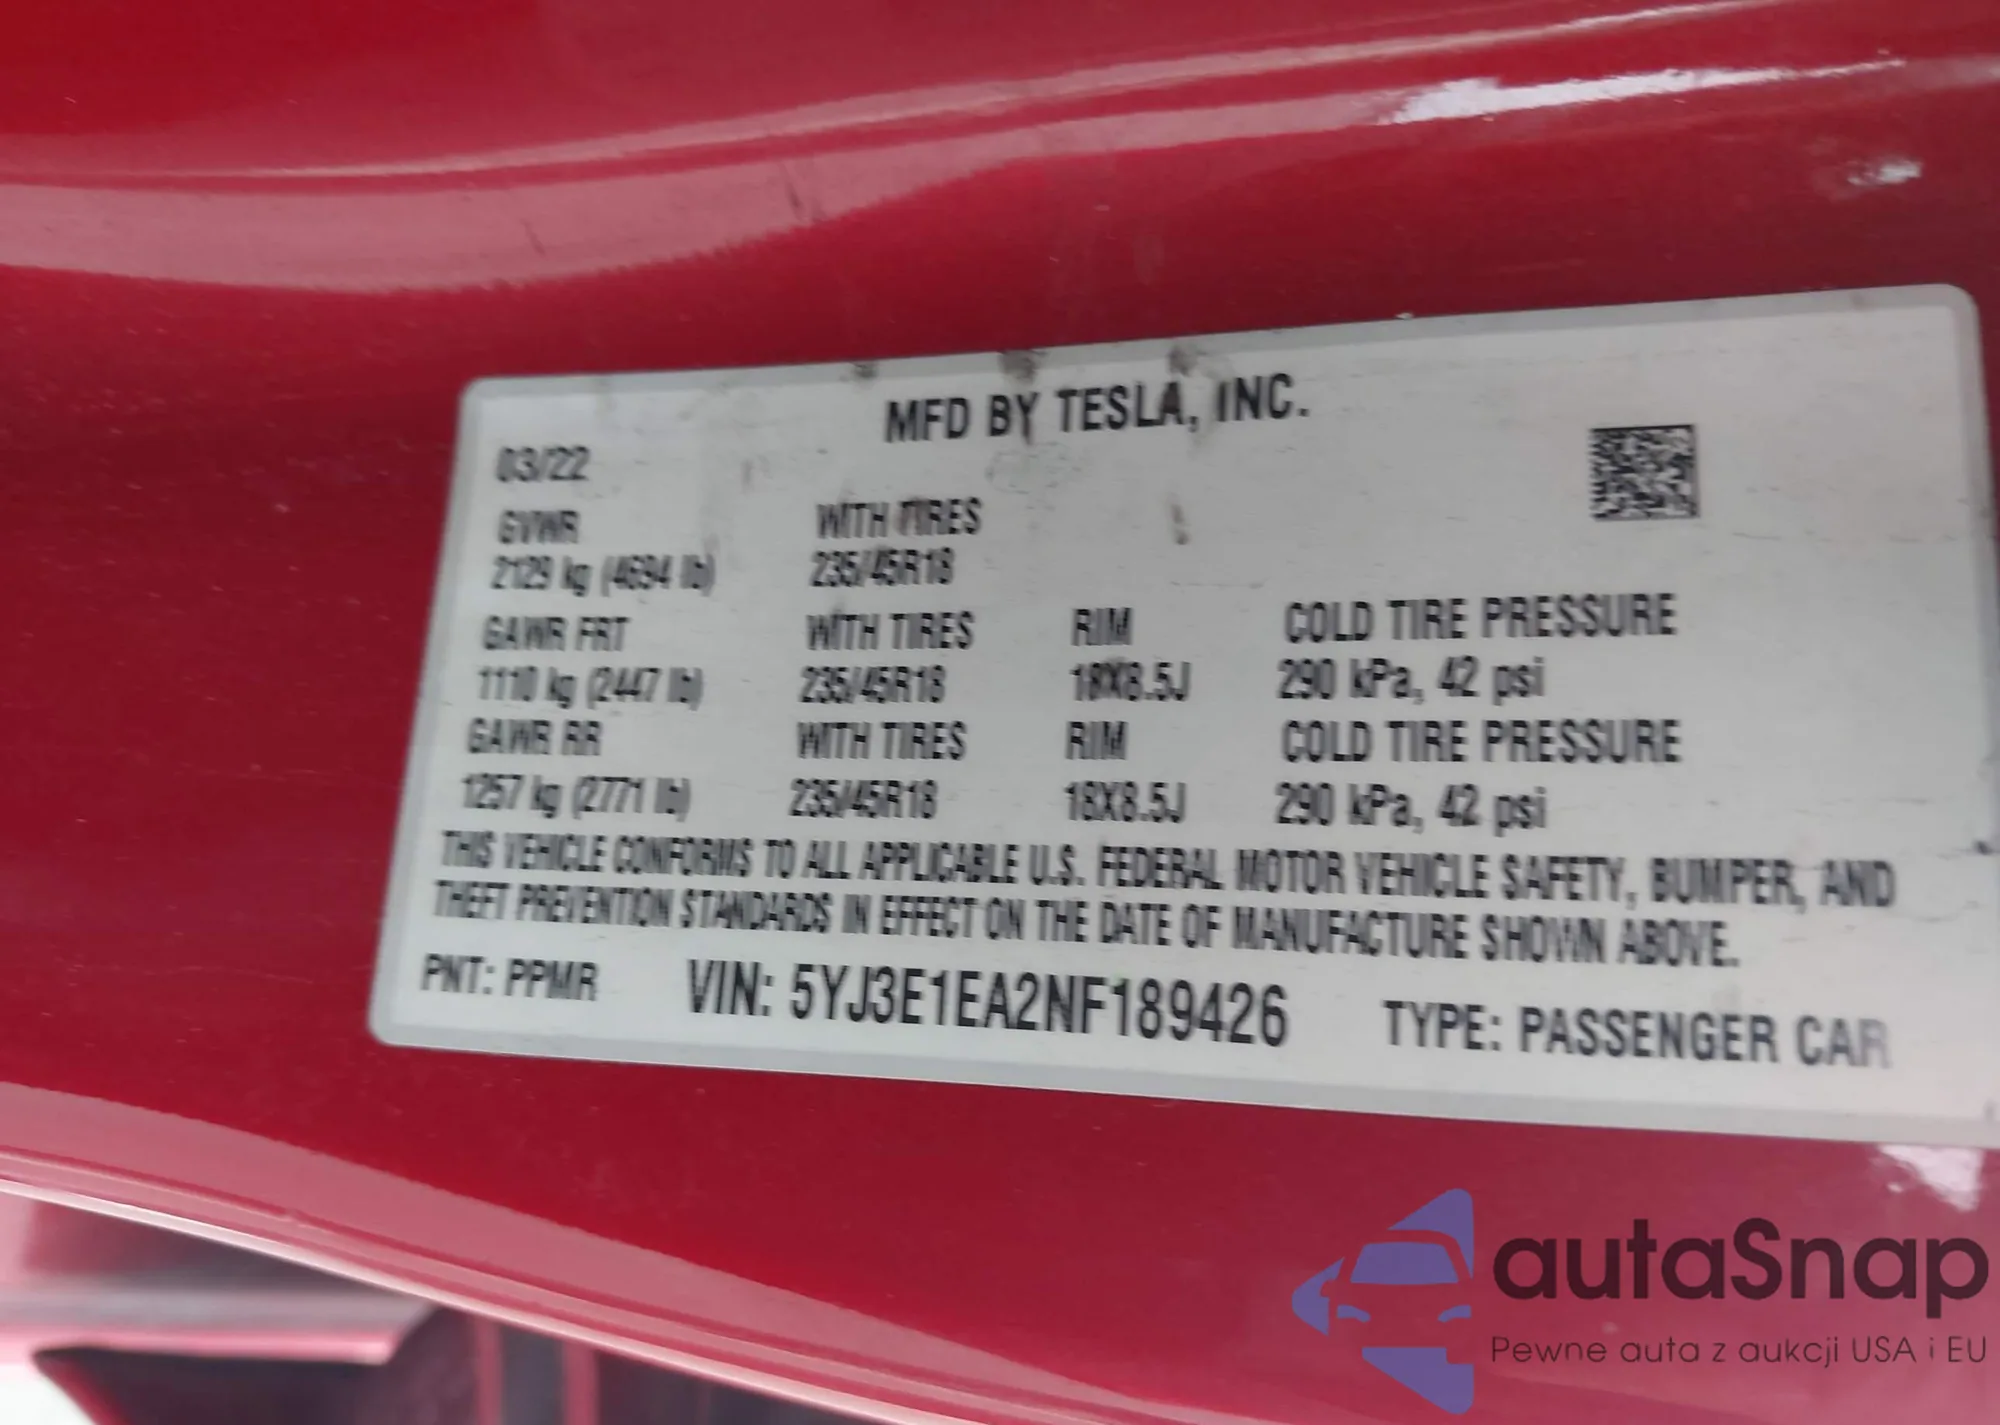 MFD BY TESLA, INC.
03/22
GVWR WITH TIRES
2129 kg (4694 lb) 235/45R18
GAWR FRT WITH TIRES RIM COLD TIRE PRESSURE
1110 kg (2447 lb) 235/45R18 18X8.5J 290 kPa, 42 psi
GAWR RR WITH TIRES RIM COLD TIRE PRESSURE
1257 kg (2771 lb) 235/45R18 18X8.5J 290 kPa, 42 psi
THIS VEHICLE CONFORMS TO ALL APPLICABLE U.S. FEDERAL MOTOR VEHICLE SAFETY, BUMPER, AND
THEFT PREVENTION STANDARDS IN EFFECT ON THE DATE OF MANUFACTURE SHOWN ABOVE.
PNT: PPMR VIN: 5YJ3E1EA2NF189426 TYPE: PASSENGER CAR
autaSnap
Pewne auta z aukcji USA i EU